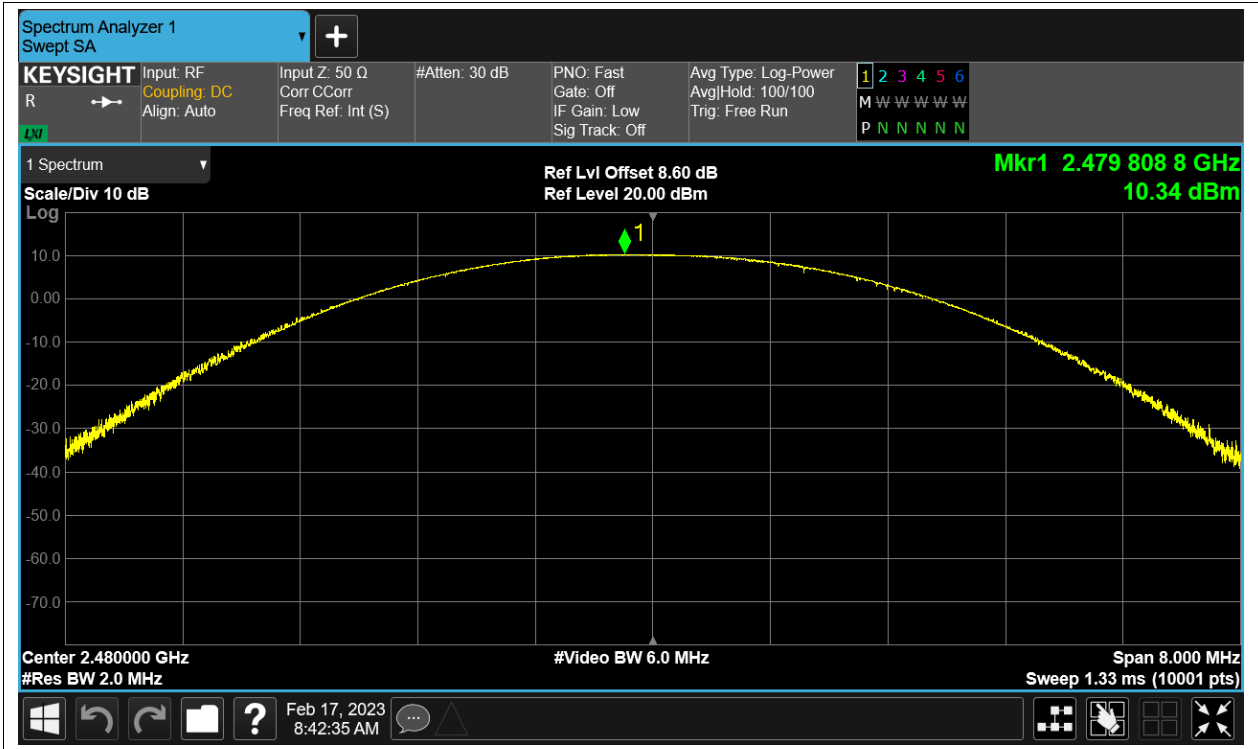 Spectrum Analyzer 1
Swept SA
KEYSIGHT
R
LXI
Input: RF
Coupling: DC
Align: Auto
Input Z: 50 Ω
Corr CCorr
Freq Ref: Int (S)
#Atten: 30 dB
PNO: Fast
Gate: Off
IF Gain: Low
Sig Track: Off
Avg Type: Log-Power
Avg|Hold: 100/100
Trig: Free Run
1 2 3 4 5 6
M W W W W W
P N N N N N
1 Spectrum
Scale/Div 10 dB
Ref Lvl Offset 8.60 dB
Ref Level 20.00 dBm
Mkr1 2.479 808 8 GHz
10.34 dBm
Log
1
10.0
0.00
-10.0
-20.0
-30.0
-40.0
-50.0
-60.0
-70.0
Center 2.480000 GHz
#Video BW 6.0 MHz
Span 8.000 MHz
#Res BW 2.0 MHz
Sweep 1.33 ms (10001 pts)
?
Feb 17, 2023
8:42:35 AM